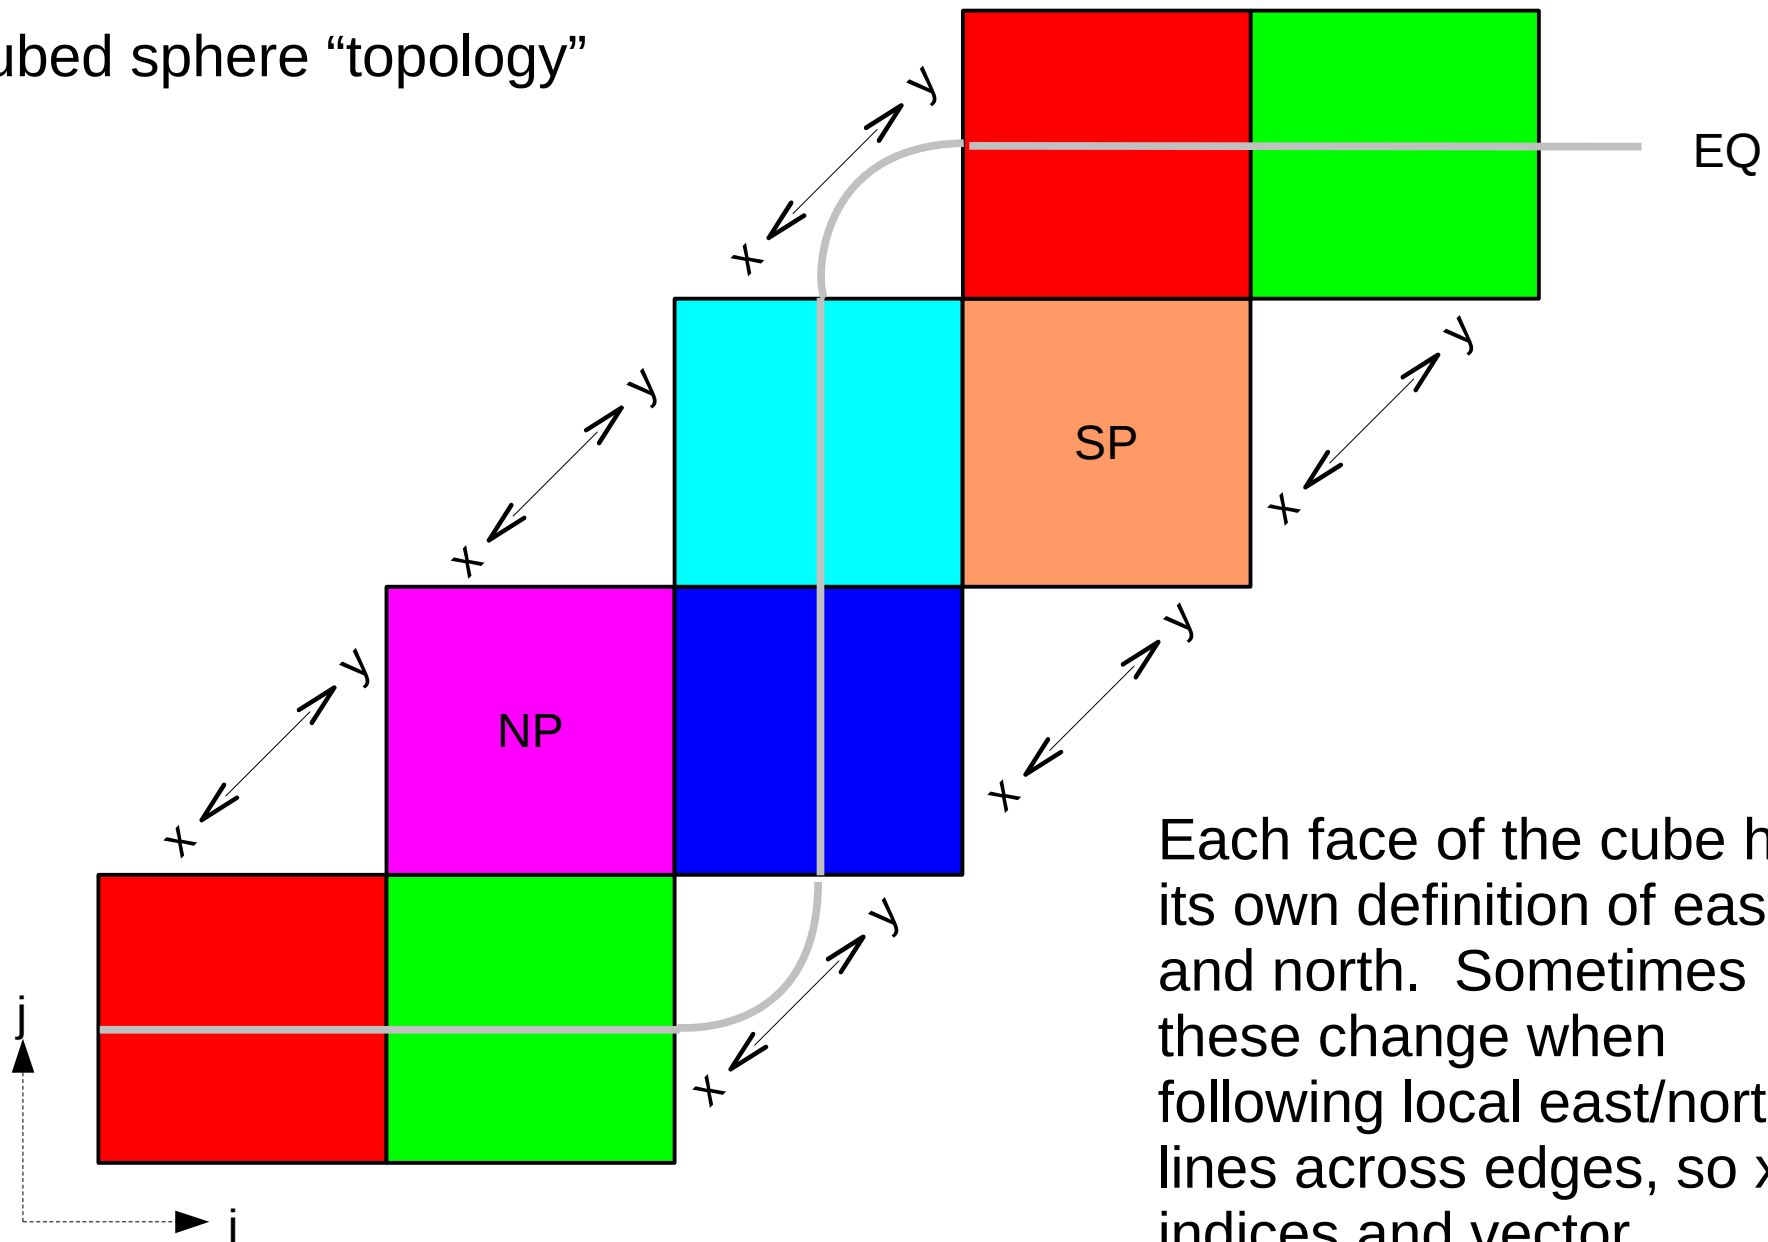 ubed sphere “topology”
y
EQ
x
y
y
SP
x
x
y
y
NP
x
x
Each face of the cube h
its own definition of eas
y
and north. Sometimes
j
these change when
x
following local east/nort
lines across edges, so x
i
indices and vector